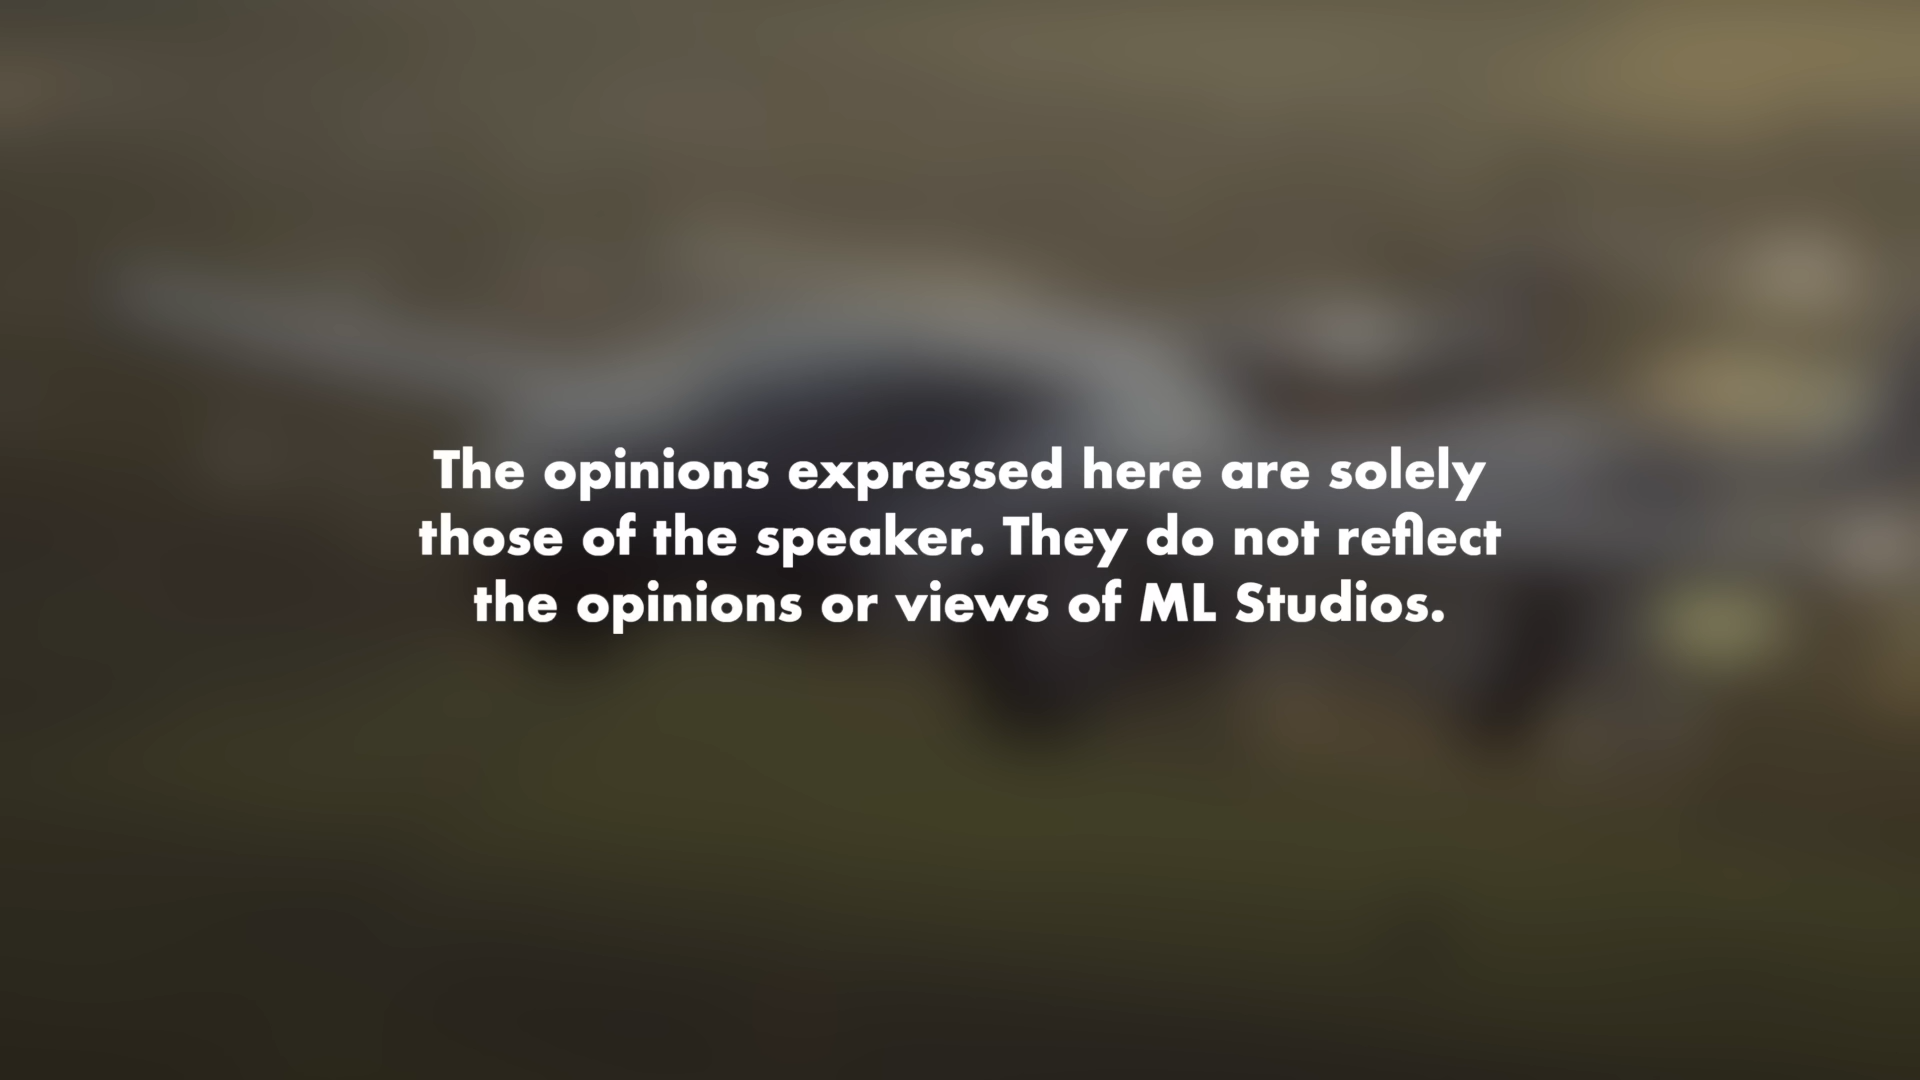 The opinions expressed here are solely
those of the speaker. They do not reflect
the opinions or views of ML Studios.